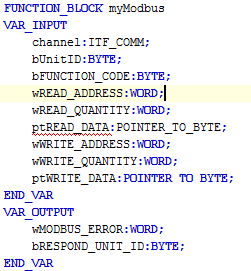 FUNCTION_BLOCK myModbus
VAR_INPUT
channel:ITF_COMM;
bUnitID:BYTE;
bFUNCTION_CODE:BYTE;
wREAD_ADDRESS:WORD;
wREAD_QUANTITY:WORD;
ptREAD_DATA:POINTER_TO_BYTE;
wWRITE_ADDRESS:WORD;
wWRITE_QUANTITY:WORD;
ptWRITE_DATA:POINTER TO BYTE;
END_VAR
VAR_OUTPUT
wMODBUS_ERROR:WORD;
bRESPOND_UNIT_ID:BYTE;
END_VAR